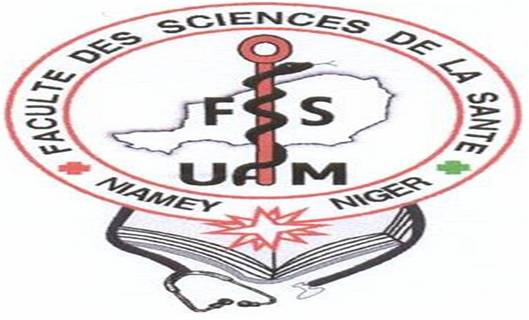 FACULTE DES SCIENCES DE LA SANTE
FSS
UAM
NIAMEY NIGER